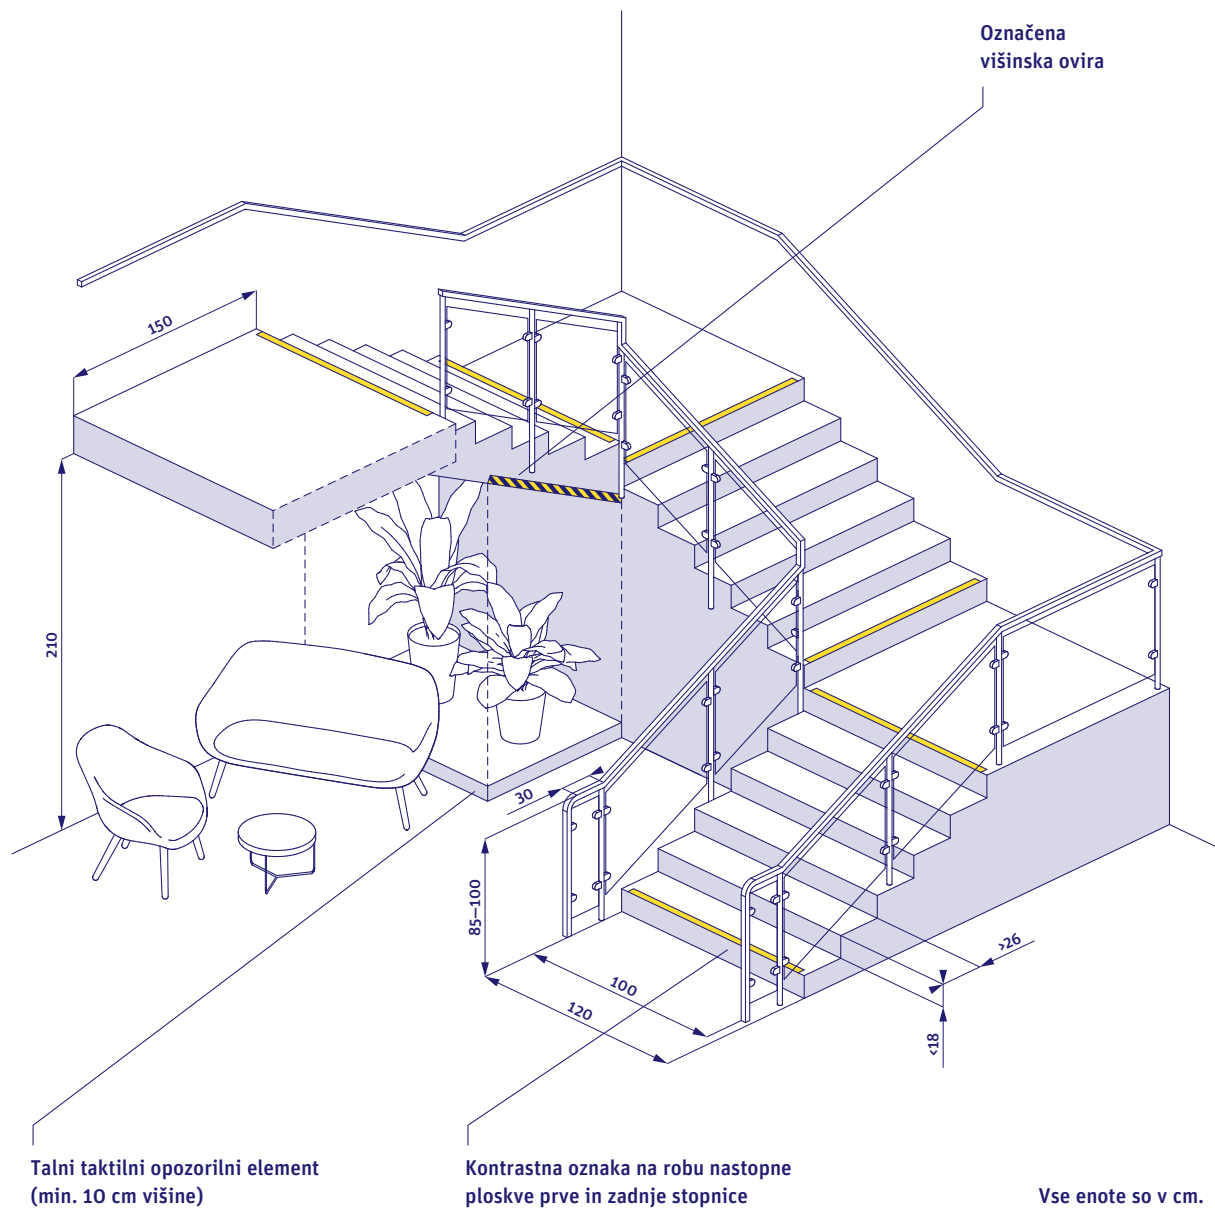 Označena
višinska ovira
150
210
30
85–100
100
120
>26
<18
Talni taktilni opozorilni element
(min. 10 cm višine)
Kontrastna oznaka na robu nastopne
ploskve prve in zadnje stopnice
Vse enote so v cm.